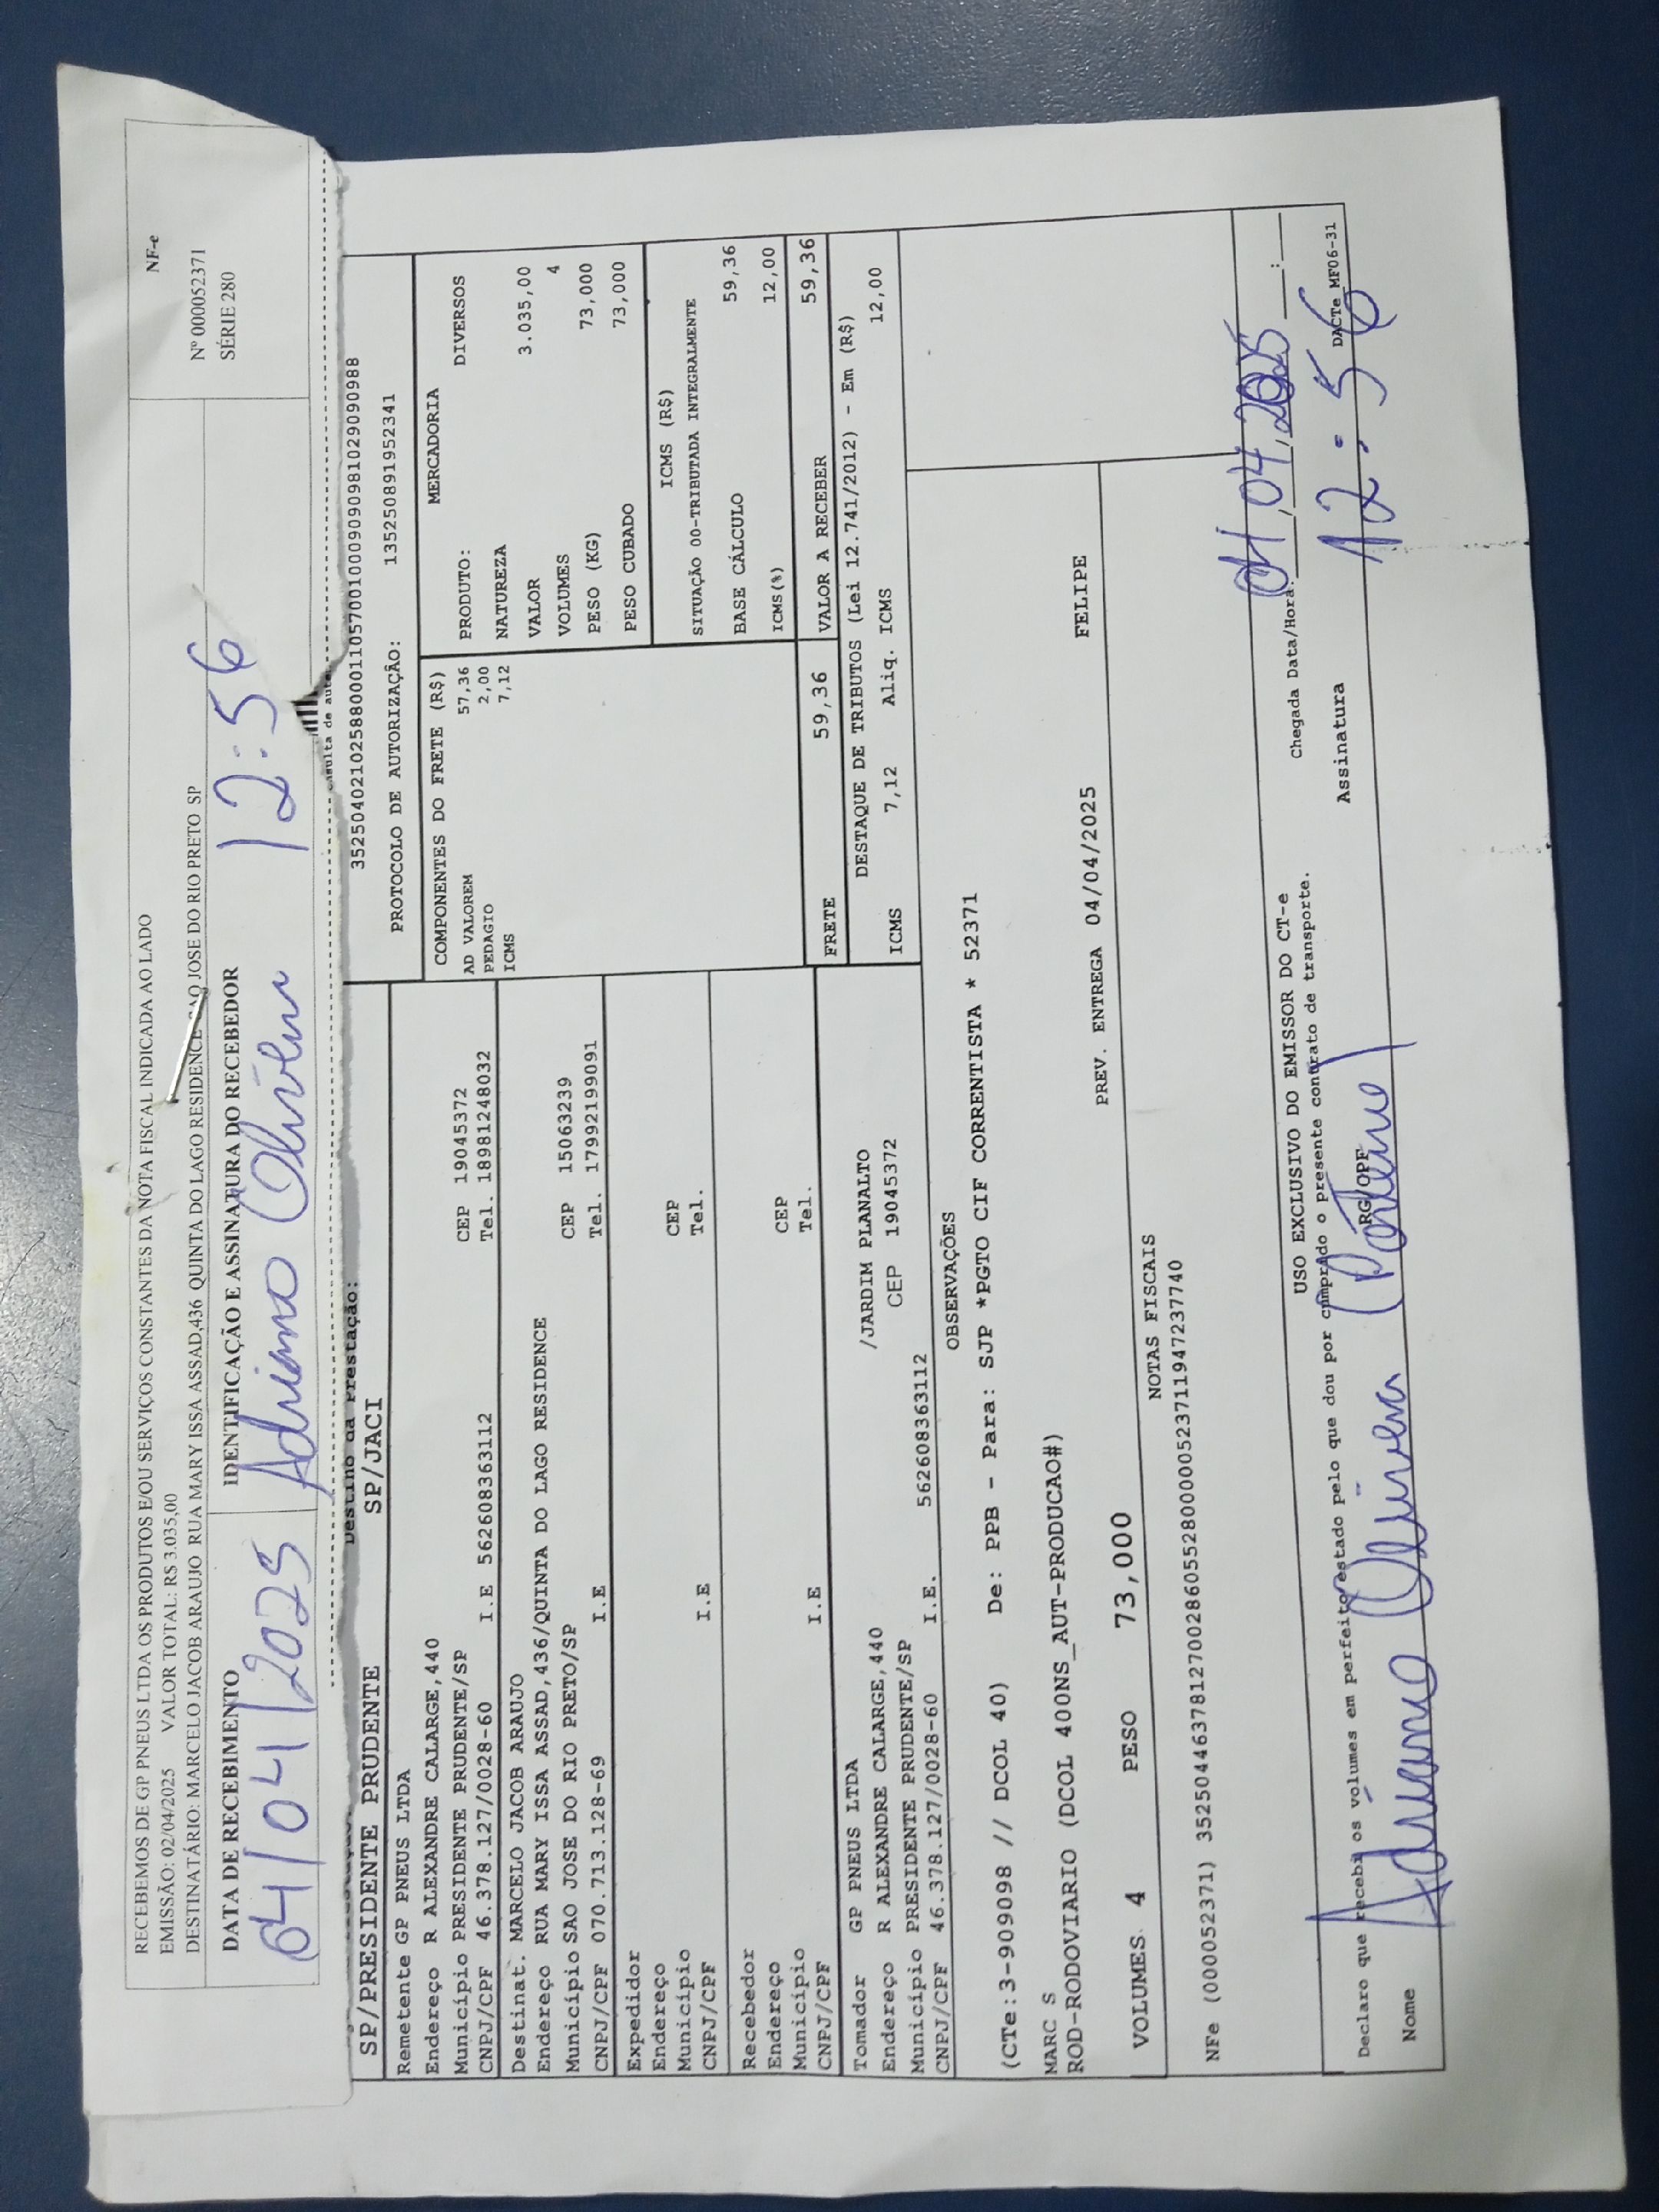 RECEBEMOS DE GP PNEUS LTDA OS PRODUTOS E/OU SERVIÇOS CONSTANTES DA NOTA FISCAL INDICADA AO LADO
EMISSÃO: 02/04/2025 VALOR TOTAL: R$ 3.035,00
DESTINATÁRIO: MARCELO JACOB ARAUJO RUA MARY ISSA ASSAD,436 QUINTA DO LAGO RESIDENCE SAO JOSE DO RIO PRETO SP
NF-e
Nº 000052371
SÉRIE 280
DATA DE RECEBIMENTO
04/04/2025
IDENTIFICAÇÃO E ASSINATURA DO RECEBEDOR
Adriano Oliveira 12:56
Destino da Prestação:
SP/PRESIDENTE PRUDENTE SP/JACI
35250402102588000110570010009090981029090988
PROTOCOLO DE AUTORIZAÇÃO: 135250891952341
Remetente GP PNEUS LTDA
Endereço R ALEXANDRE CALARGE,440
Município PRESIDENTE PRUDENTE/SP CEP 19045372
CNPJ/CPF 46.378.127/0028-60 I.E 562608363112 Tel. 18981248032
Destinat. MARCELO JACOB ARAUJO
Endereço RUA MARY ISSA ASSAD,436/QUINTA DO LAGO RESIDENCE
Município SAO JOSE DO RIO PRETO/SP CEP 15063239
CNPJ/CPF 070.713.128-69 I.E Tel. 17992199091
Expedidor
Endereço
Município CEP
CNPJ/CPF I.E Tel.
Recebedor
Endereço
Município CEP
CNPJ/CPF I.E Tel.
Tomador GP PNEUS LTDA
Endereço R ALEXANDRE CALARGE,440 /JARDIM PLANALTO
Município PRESIDENTE PRUDENTE/SP CEP 19045372
CNPJ/CPF 46.378.127/0028-60 I.E. 562608363112
COMPONENTES DO FRETE (R$)
AD VALOREM 57,36
PEDAGIO 2,00
ICMS 7,12
MERCADORIA
PRODUTO: DIVERSOS
NATUREZA
VALOR 3.035,00
VOLUMES 4
PESO (KG) 73,000
PESO CUBADO 73,000
ICMS (R$)
SITUAÇÃO 00-TRIBUTADA INTEGRALMENTE
BASE CÁLCULO 59,36
ICMS(%) 12,00
FRETE 59,36 VALOR A RECEBER 59,36
DESTAQUE DE TRIBUTOS (Lei 12.741/2012) - Em (R$)
ICMS 7,12 Aliq. ICMS 12,00
OBSERVAÇÕES
(CTe:3-909098 // DCOL 40) De: PPB - Para: SJP *PGTO CIF CORRENTISTA * 52371
MARC S
ROD-RODOVIARIO (DCOL 400NS_AUT-PRODUCAO#)
PREV. ENTREGA 04/04/2025 FELIPE
VOLUMES 4 PESO 73,000
NOTAS FISCAIS
NFe (000052371) 35250446378127002860552800000523711947237740
USO EXCLUSIVO DO EMISSOR DO CT-e
Declaro que recebi os volumes em perfeito estado pelo que dou por cumprido o presente contrato de transporte.
Chegada Data/Hora: 04,04,2025
Nome Adriano Oliveira RG/CPF (Porteiro) Assinatura 12:56
DACTe_MF06-31